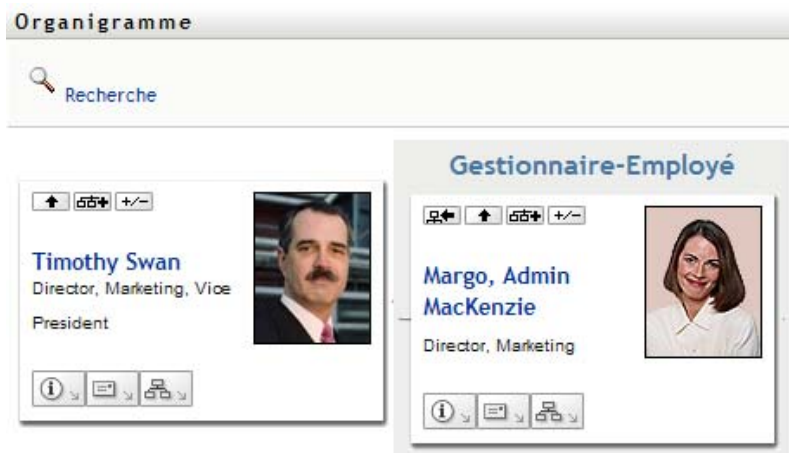 Organigramme
Recherche
Gestionnaire-Employé
+/-
Timothy Swan
Director, Marketing, Vice
President
+/-
Margo, Admin
MacKenzie
Director, Marketing